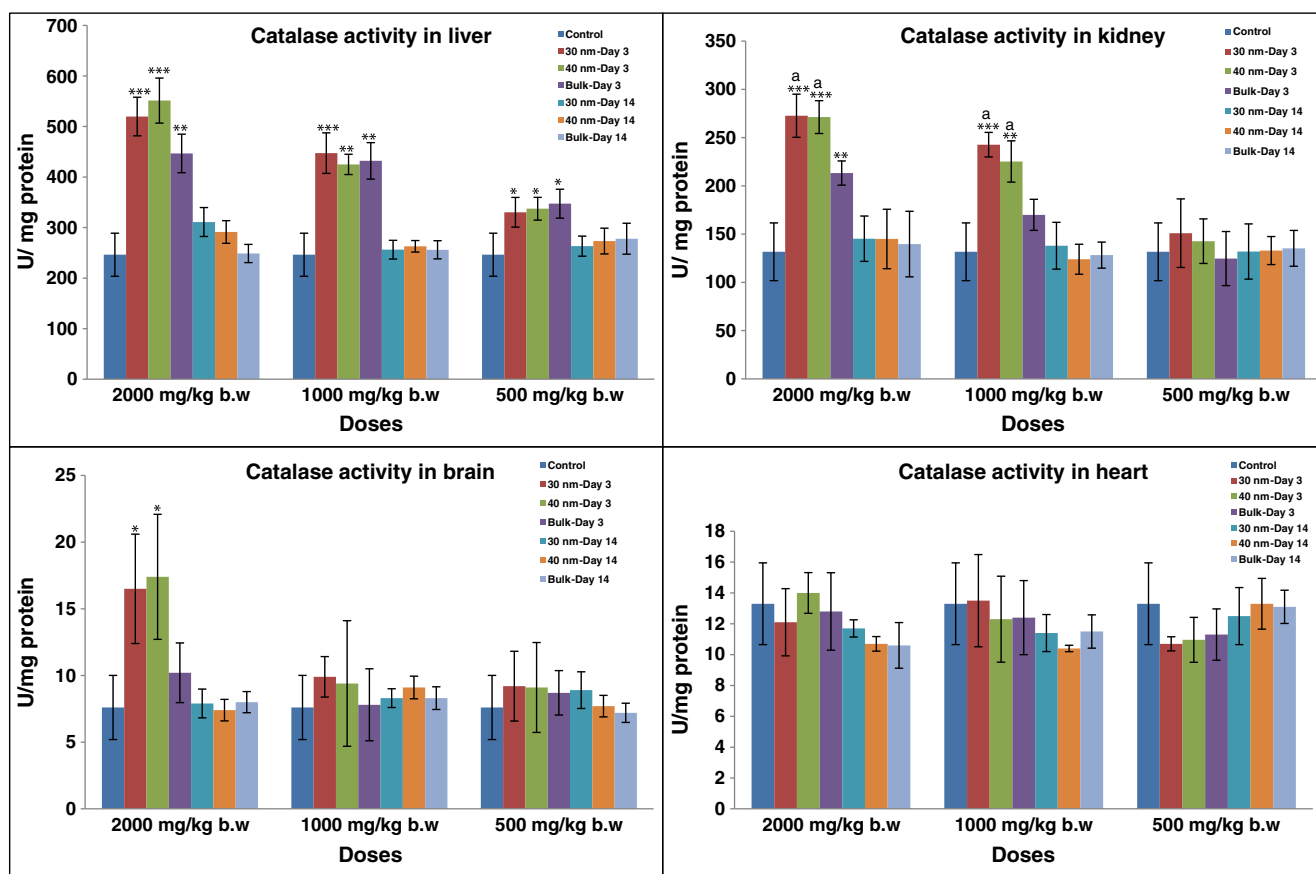 Catalase activity in liver
U/ mg protein
700
600
500
400
300
200
100
0
***
***
**
***
**
**
*
*
*
2000 mg/kg b.w
1000 mg/kg b.w
500 mg/kg b.w
Doses
Control
30 nm-Day 3
40 nm-Day 3
Bulk-Day 3
30 nm-Day 14
40 nm-Day 14
Bulk-Day 14
Catalase activity in kidney
U/ mg protein
350
300
250
200
150
100
50
0
a
***
a
***
**
a
***
a
**
2000 mg/kg b.w
1000 mg/kg b.w
500 mg/kg b.w
Doses
Control
30 nm-Day 3
40 nm-Day 3
Bulk-Day 3
30 nm-Day 14
40 nm-Day 14
Bulk-Day 14
Catalase activity in brain
U/mg protein
25
20
15
10
5
0
*
*
2000 mg/kg b.w
1000 mg/kg b.w
500 mg/kg b.w
Doses
Control
30 nm-Day 3
40 nm-Day 3
Bulk-Day 3
30 nm-Day 14
40 nm-Day 14
Bulk-Day 14
Catalase activity in heart
U/mg protein
18
16
14
12
10
8
6
4
2
0
2000 mg/kg b.w
1000 mg/kg b.w
500 mg/kg b.w
Doses
Control
30 nm-Day 3
40 nm-Day 3
Bulk-Day 3
30 nm-Day 14
40 nm-Day 14
Bulk-Day 14